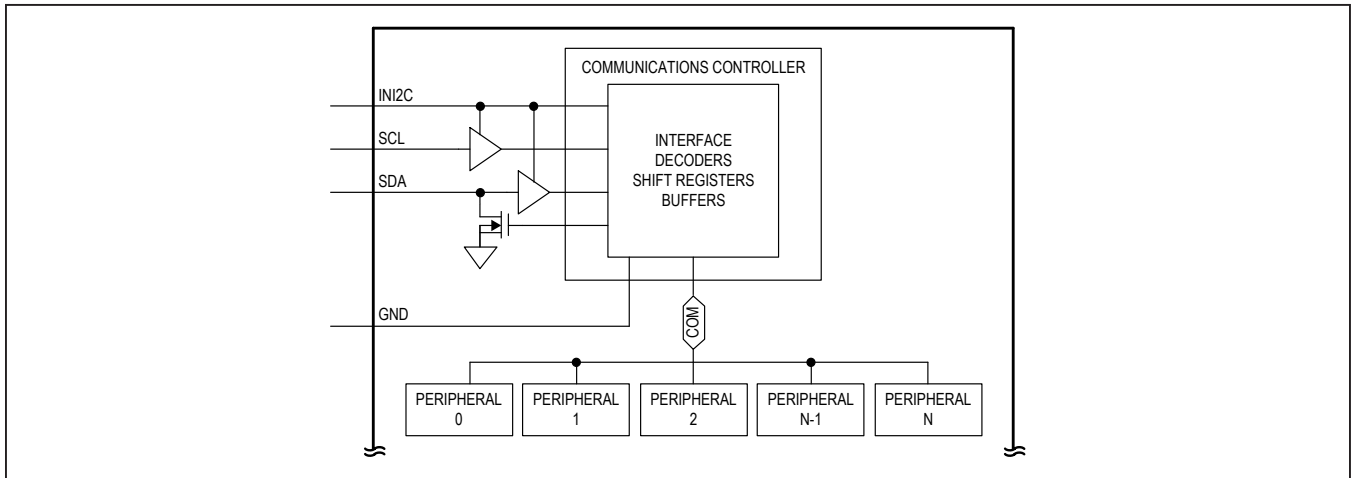 COMMUNICATIONS CONTROLLER
INI2C
SCL
SDA
INTERFACE
DECODERS
SHIFT REGISTERS
BUFFERS
GND
COM
PERIPHERAL
0
PERIPHERAL
1
PERIPHERAL
2
PERIPHERAL
N-1
PERIPHERAL
N